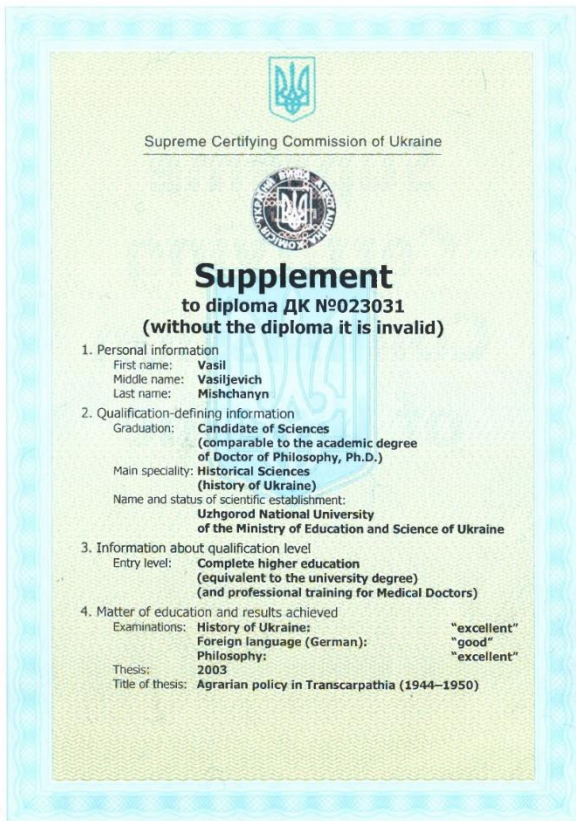 Supreme Certifying Commission of Ukraine
УКРАЇНИ ВИЩА АТЕСТАЦІЙНА КОМІСІЯ
Supplement
to diploma ДК №023031
(without the diploma it is invalid)
1. Personal information
First name: Vasil
Middle name: Vasiljevich
Last name: Mishchanyn
2. Qualification-defining information
Graduation: Candidate of Sciences
(comparable to the academic degree
of Doctor of Philosophy, Ph.D.)
Main speciality: Historical Sciences
(history of Ukraine)
Name and status of scientific establishment:
Uzhgorod National University
of the Ministry of Education and Science of Ukraine
3. Information about qualification level
Entry level: Complete higher education
(equivalent to the university degree)
(and professional training for Medical Doctors)
4. Matter of education and results achieved
Examinations: History of Ukraine: "excellent"
Foreign language (German): "good"
Philosophy: "excellent"
Thesis: 2003
Title of thesis: Agrarian policy in Transcarpathia (1944–1950)